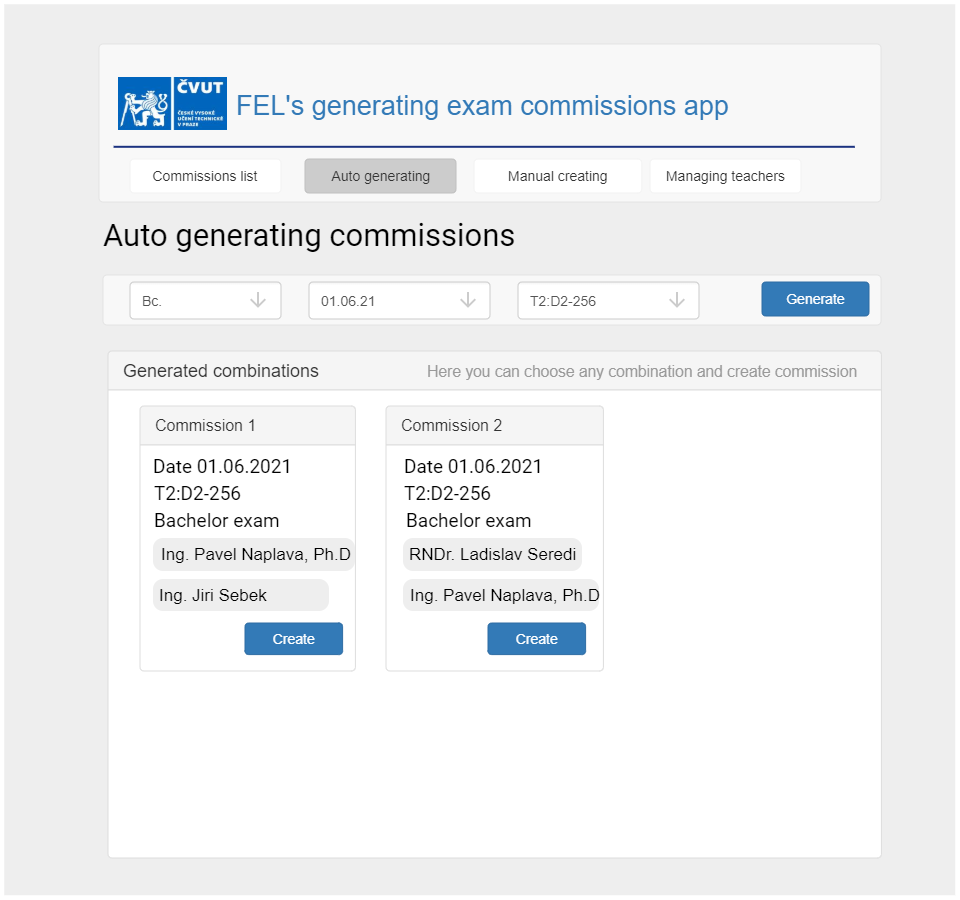 ČVUT
ČESKÉ VYSOKÉ
UČENÍ TECHNICKÉ
V PRAZE
FEL's generating exam commissions app
Commissions list
Auto generating
Manual creating
Managing teachers
Auto generating commissions
Bc.
01.06.21
T2:D2-256
Generate
Generated combinations
Here you can choose any combination and create commission
Commission 1
Date 01.06.2021
T2:D2-256
Bachelor exam
Ing. Pavel Naplava, Ph.D
Ing. Jiri Sebek
Create
Commission 2
Date 01.06.2021
T2:D2-256
Bachelor exam
RNDr. Ladislav Seredi
Ing. Pavel Naplava, Ph.D
Create